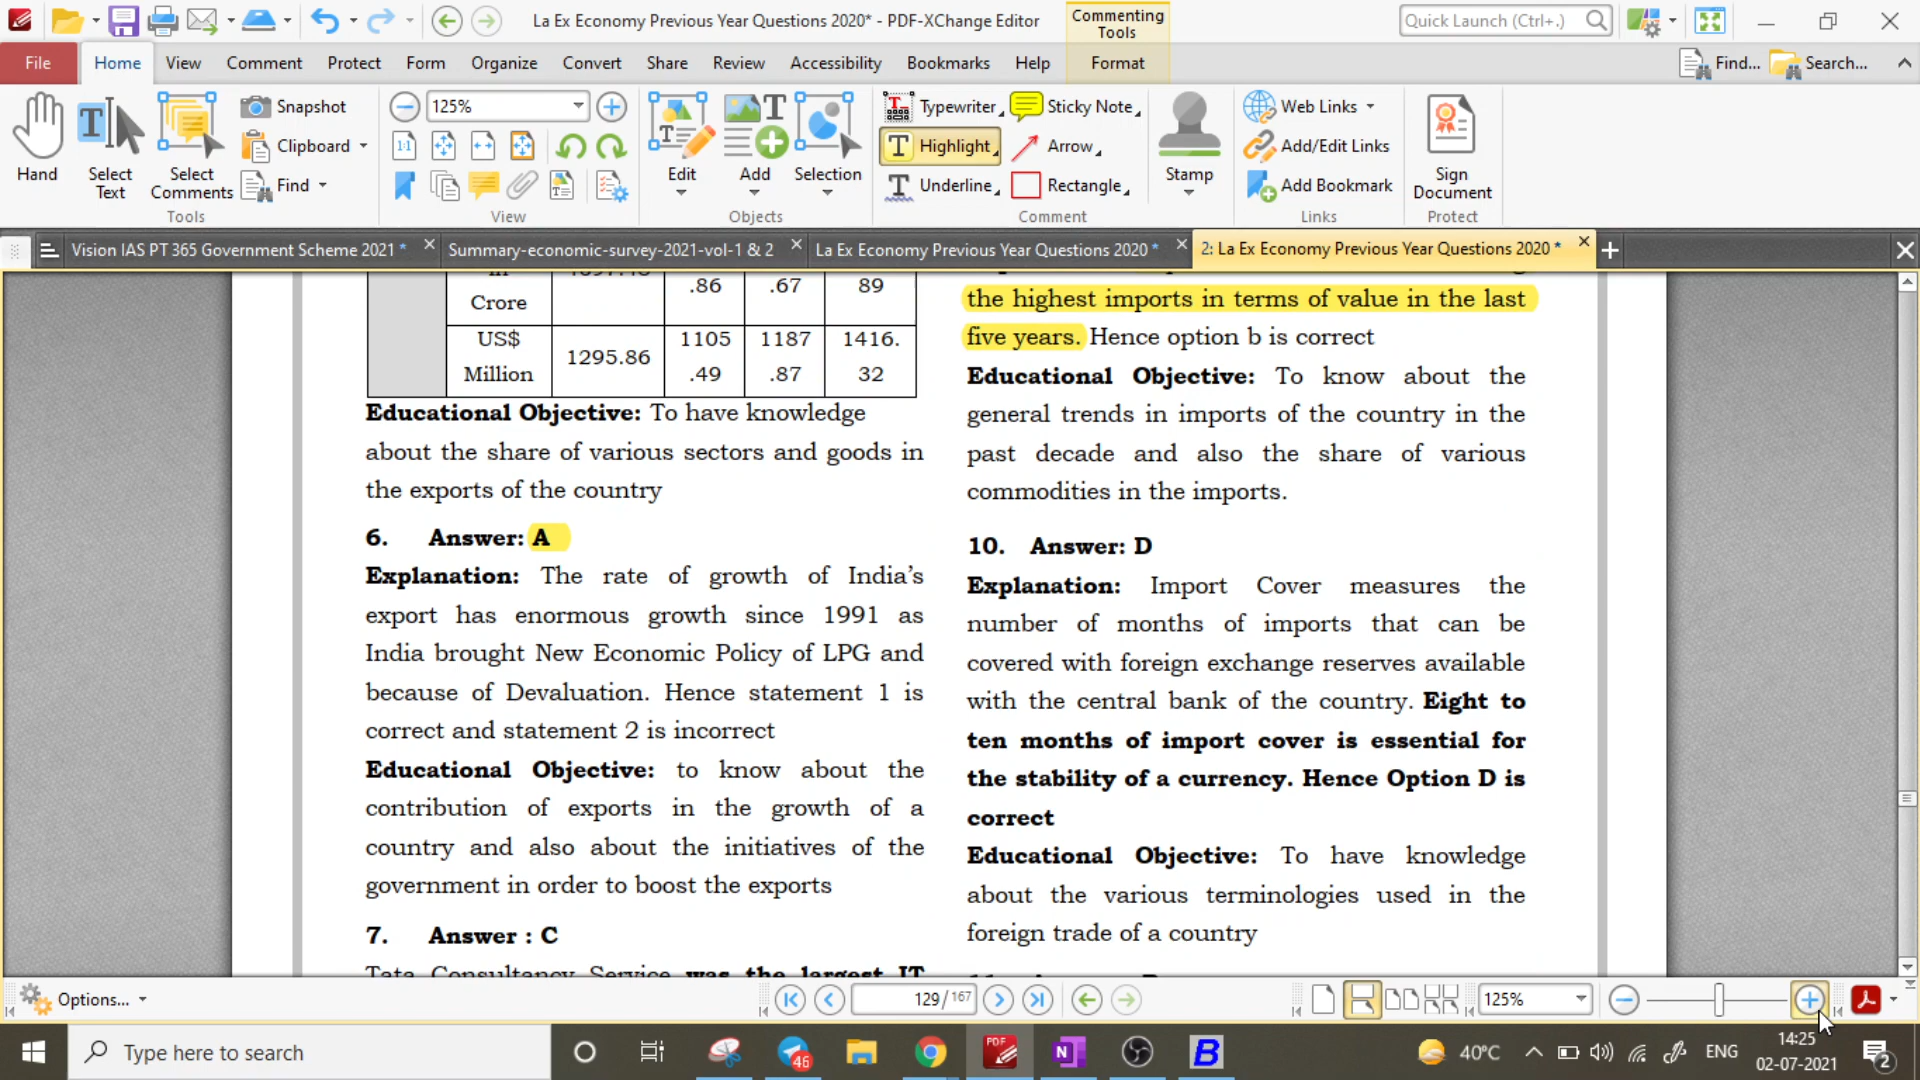 La Ex Economy Previous Year Questions 2020* - PDF-XChange Editor
Commenting
Tools
Quick Launch (Ctrl+.)
File
Home
View
Comment
Protect
Form
Organize
Convert
Share
Review
Accessibility
Bookmarks
Help
Format
Find...
Search...
Hand
Select
Text
Select
Comments
Snapshot
Clipboard
Find
Tools
125%
View
Edit
Add
Selection
Objects
Typewriter
Highlight
Underline
Sticky Note
Arrow
Rectangle
Comment
Stamp
Web Links
Add/Edit Links
Add Bookmark
Links
Sign
Document
Protect
Vision IAS PT 365 Government Scheme 2021 *
Summary-economic-survey-2021-vol-1 & 2
La Ex Economy Previous Year Questions 2020 *
2: La Ex Economy Previous Year Questions 2020 *
Crore
.86
.67
89
US$
Million
1295.86
1105
.49
1187
.87
1416.
32
Educational Objective: To have knowledge
about the share of various sectors and goods in
the exports of the country
6. Answer: A
Explanation: The rate of growth of India's
export has enormous growth since 1991 as
India brought New Economic Policy of LPG and
because of Devaluation. Hence statement 1 is
correct and statement 2 is incorrect
Educational Objective: to know about the
contribution of exports in the growth of a
country and also about the initiatives of the
government in order to boost the exports
7. Answer : C
Tata Consultancy Service was the largest IT
the highest imports in terms of value in the last
five years. Hence option b is correct
Educational Objective: To know about the
general trends in imports of the country in the
past decade and also the share of various
commodities in the imports.
10. Answer: D
Explanation: Import Cover measures the
number of months of imports that can be
covered with foreign exchange reserves available
with the central bank of the country. Eight to
ten months of import cover is essential for
the stability of a currency. Hence Option D is
correct
Educational Objective: To have knowledge
about the various terminologies used in the
foreign trade of a country
Options...
129 / 167
125%
Type here to search
46
PDF
N
B
40°C
ENG
14:25
02-07-2021
2